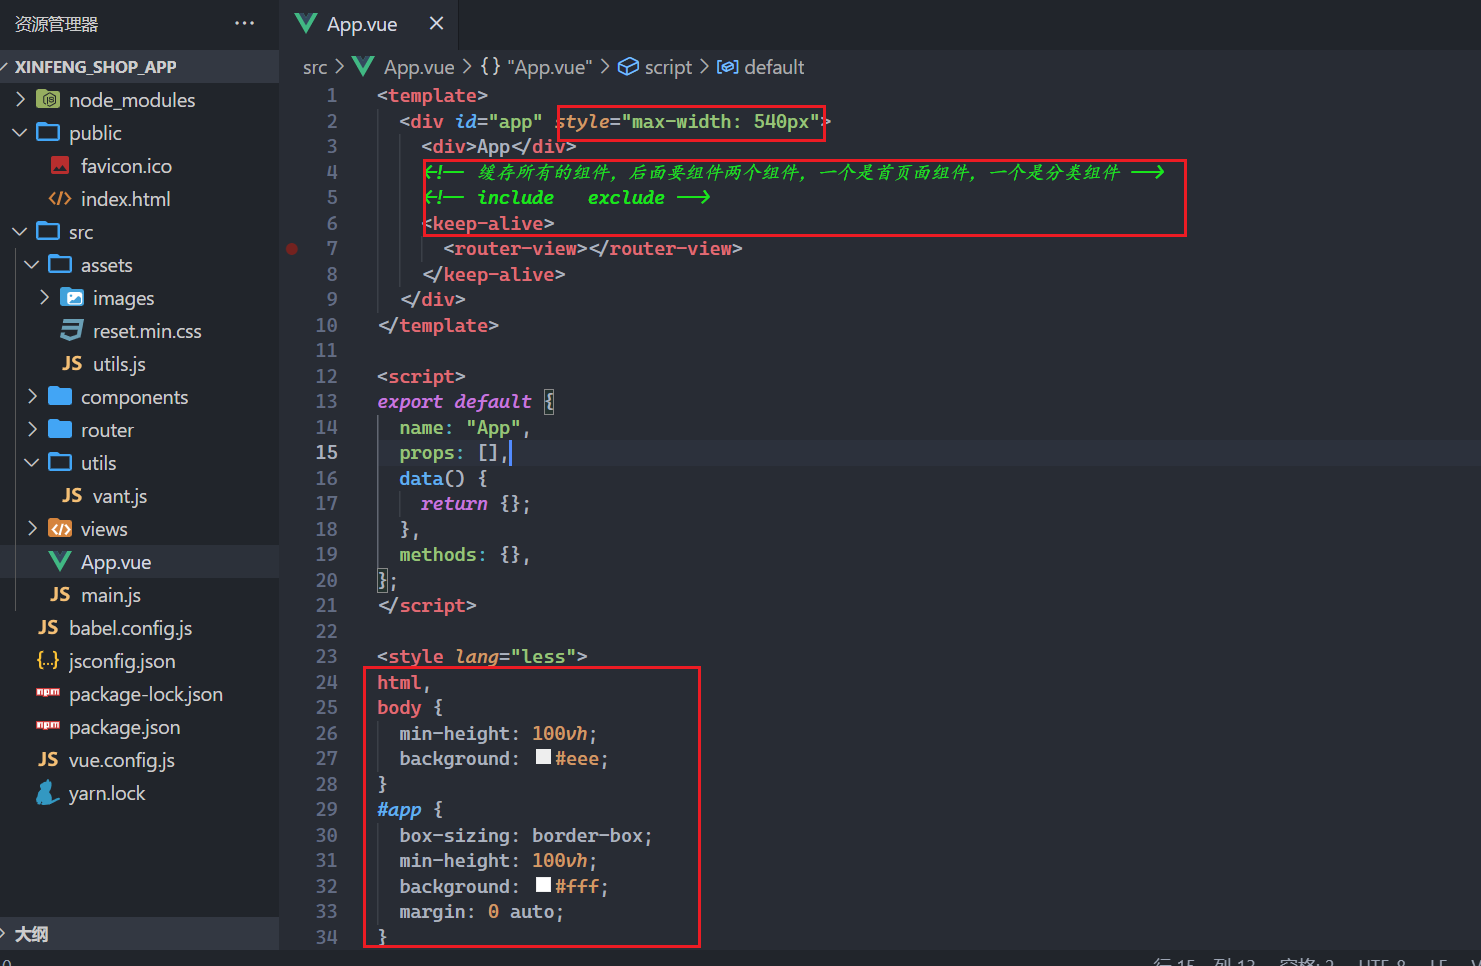 资源管理器
···
XINFENG_SHOP_APP
node_modules
public
favicon.ico
index.html
src
assets
images
reset.min.css
JS utils.js
components
router
utils
JS vant.js
views
App.vue
JS main.js
JS babel.config.js
{..} jsconfig.json
npm package-lock.json
npm package.json
JS vue.config.js
yarn.lock
大纲
0
App.vue ×
src > App.vue > {} "App.vue" > script > default
1 <template>
2 <div id="app" style="max-width: 540px">
3 <div>App</div>
4 <!-- 缓存所有的组件，后面要组件两个组件，一个是首页面组件，一个是分类组件 -->
5 <!-- include exclude -->
6 <keep-alive>
7 <router-view></router-view>
8 </keep-alive>
9 </div>
10 </template>
11
12 <script>
13 export default {
14 name: "App",
15 props: [],
16 data() {
17 return {};
18 },
19 methods: {},
20 };
21 </script>
22
23 <style lang="less">
24 html,
25 body {
26 min-height: 100vh;
27 background: #eee;
28 }
29 #app {
30 box-sizing: border-box;
31 min-height: 100vh;
32 background: #fff;
33 margin: 0 auto;
34 }
行 15，列 13 空格: 2 UTF-8 LF